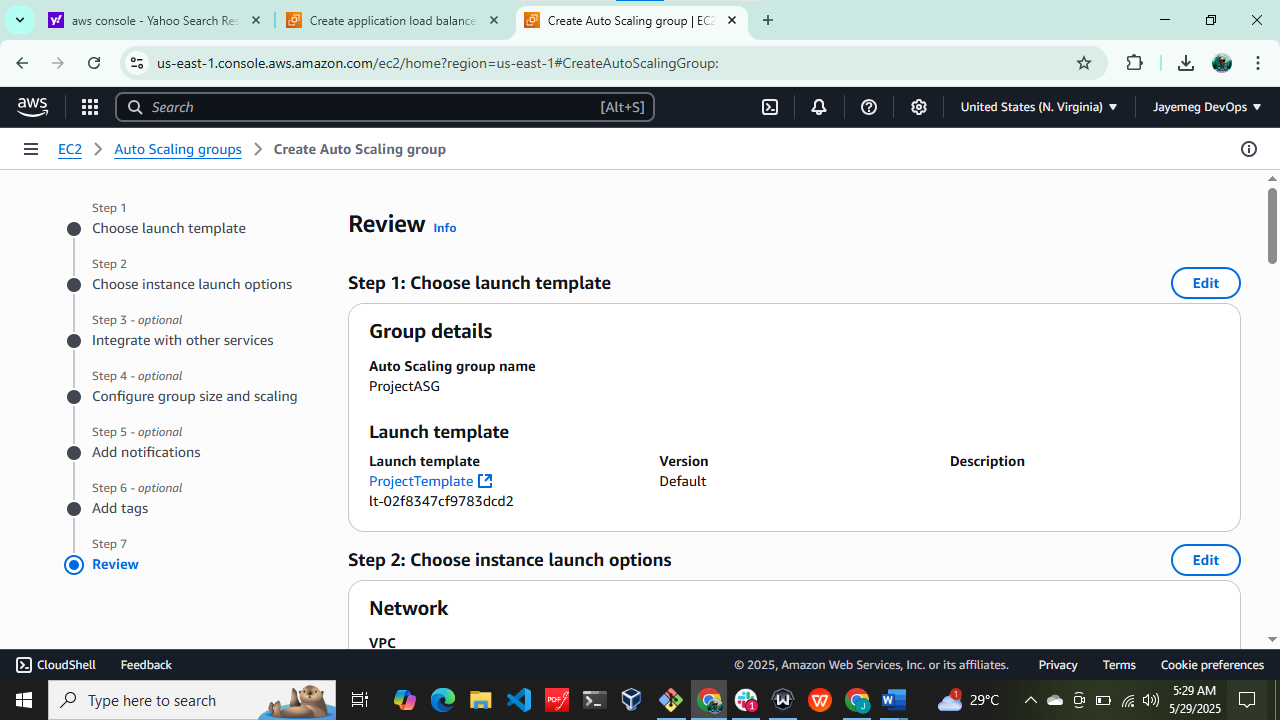 aws console - Yahoo Search Res
Create application load balance
Create Auto Scaling group | EC2
us-east-1.console.aws.amazon.com/ec2/home?region=us-east-1#CreateAutoScalingGroup:
aws
Search
[Alt+S]
United States (N. Virginia)
Jayemeg DevOps
EC2
Auto Scaling groups
Create Auto Scaling group
Step 1
Choose launch template
Step 2
Choose instance launch options
Step 3 - optional
Integrate with other services
Step 4 - optional
Configure group size and scaling
Step 5 - optional
Add notifications
Step 6 - optional
Add tags
Step 7
Review
Review Info
Step 1: Choose launch template
Edit
Group details
Auto Scaling group name
ProjectASG
Launch template
Launch template
Version
Description
ProjectTemplate
Default
lt-02f8347cf9783dcd2
Step 2: Choose instance launch options
Edit
Network
VPC
CloudShell
Feedback
© 2025, Amazon Web Services, Inc. or its affiliates.
Privacy
Terms
Cookie preferences
Type here to search
PDF
1
J
W
1
29°C
5:29 AM
5/29/2025